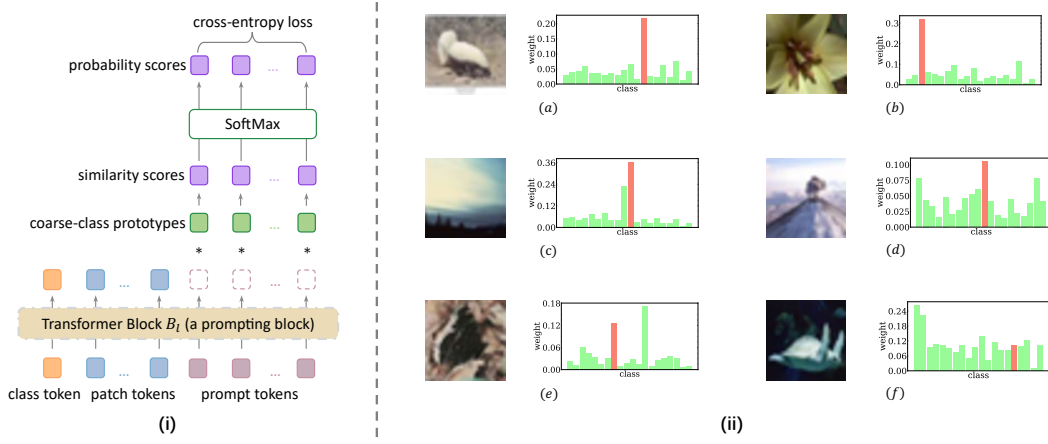 cross-entropy loss
probability scores
...
SoftMax
similarity scores
...
coarse-class prototypes
...
* * *
... ...
Transformer Block B_l (a prompting block)
... ...
class token patch tokens prompt tokens
(i)
weight
0.20
0.15
0.10
0.05
0.00
class
(a)
weight
0.3
0.2
0.1
0.0
class
(b)
weight
0.36
0.24
0.12
0.00
class
(c)
weight
0.100
0.075
0.050
0.025
0.000
class
(d)
weight
0.18
0.12
0.06
0.00
class
(e)
weight
0.24
0.18
0.12
0.06
0.00
class
(f)
(ii)